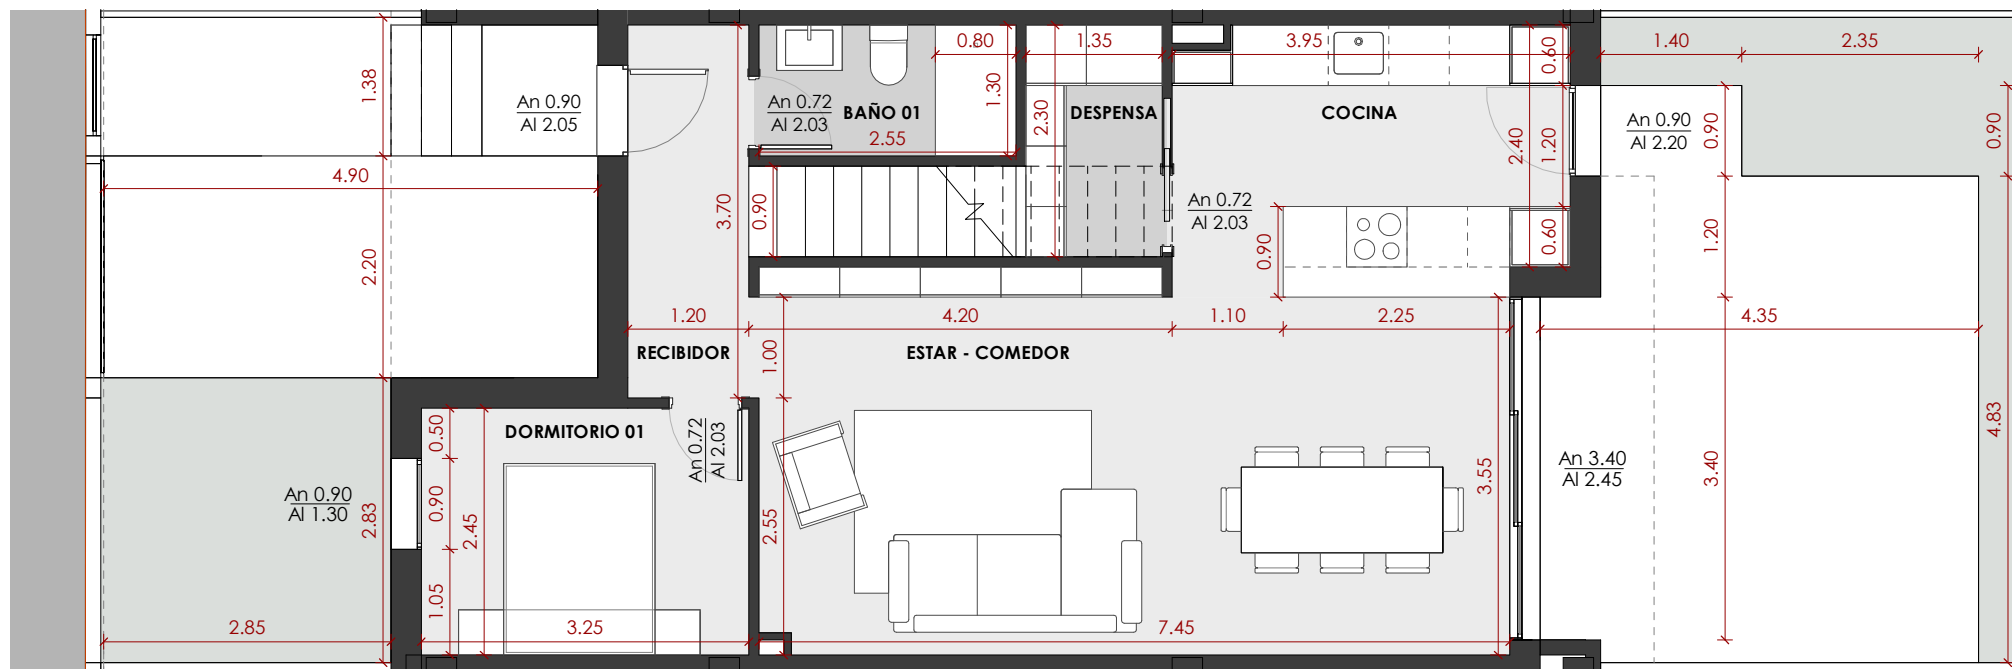 0.80
1.35
3.95
0.60
1.40
2.35
1.38
An 0.90
Al 2.05
An 0.72
Al 2.03
BAÑO 01
2.55
1.30
2.30
DESPENSA
COCINA
2.40
1.20
An 0.90
Al 2.20
0.90
0.90
4.90
3.70
0.90
An 0.72
Al 2.03
0.90
0.60
1.20
2.20
1.20
4.20
1.10
2.25
4.35
RECIBIDOR
1.00
ESTAR - COMEDOR
4.83
0.50
DORMITORIO 01
An 0.72
Al 2.03
An 3.40
Al 2.45
3.40
3.55
An 0.90
Al 1.30
2.83
0.90
2.45
2.55
1.05
2.85
3.25
7.45